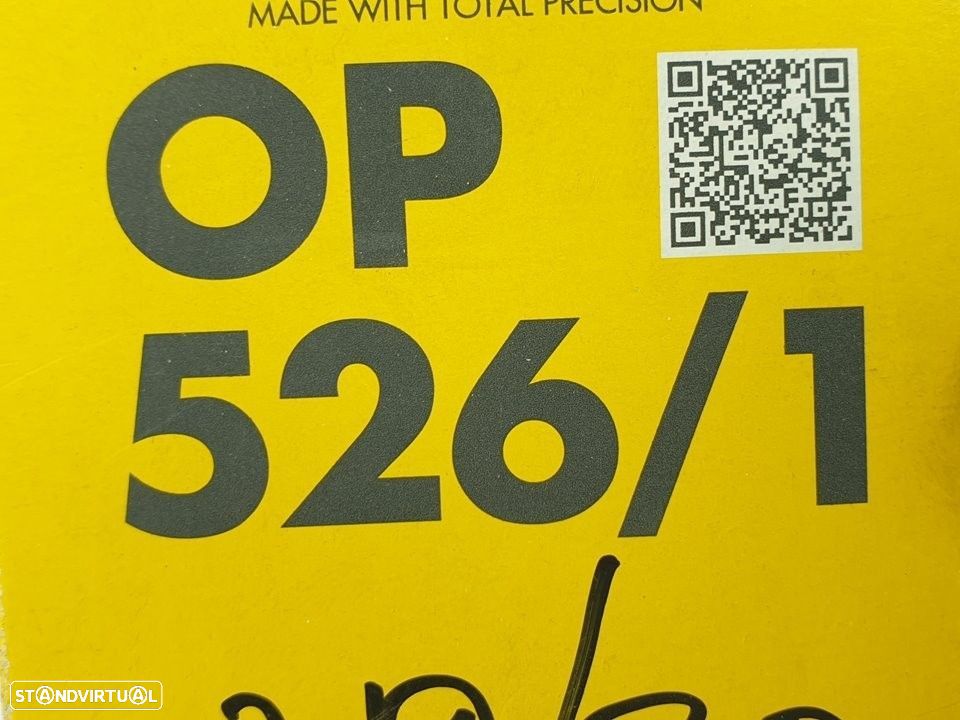 MADE WITH TOTAL PRECISION
OP
526/1
STANDVIRTUAL